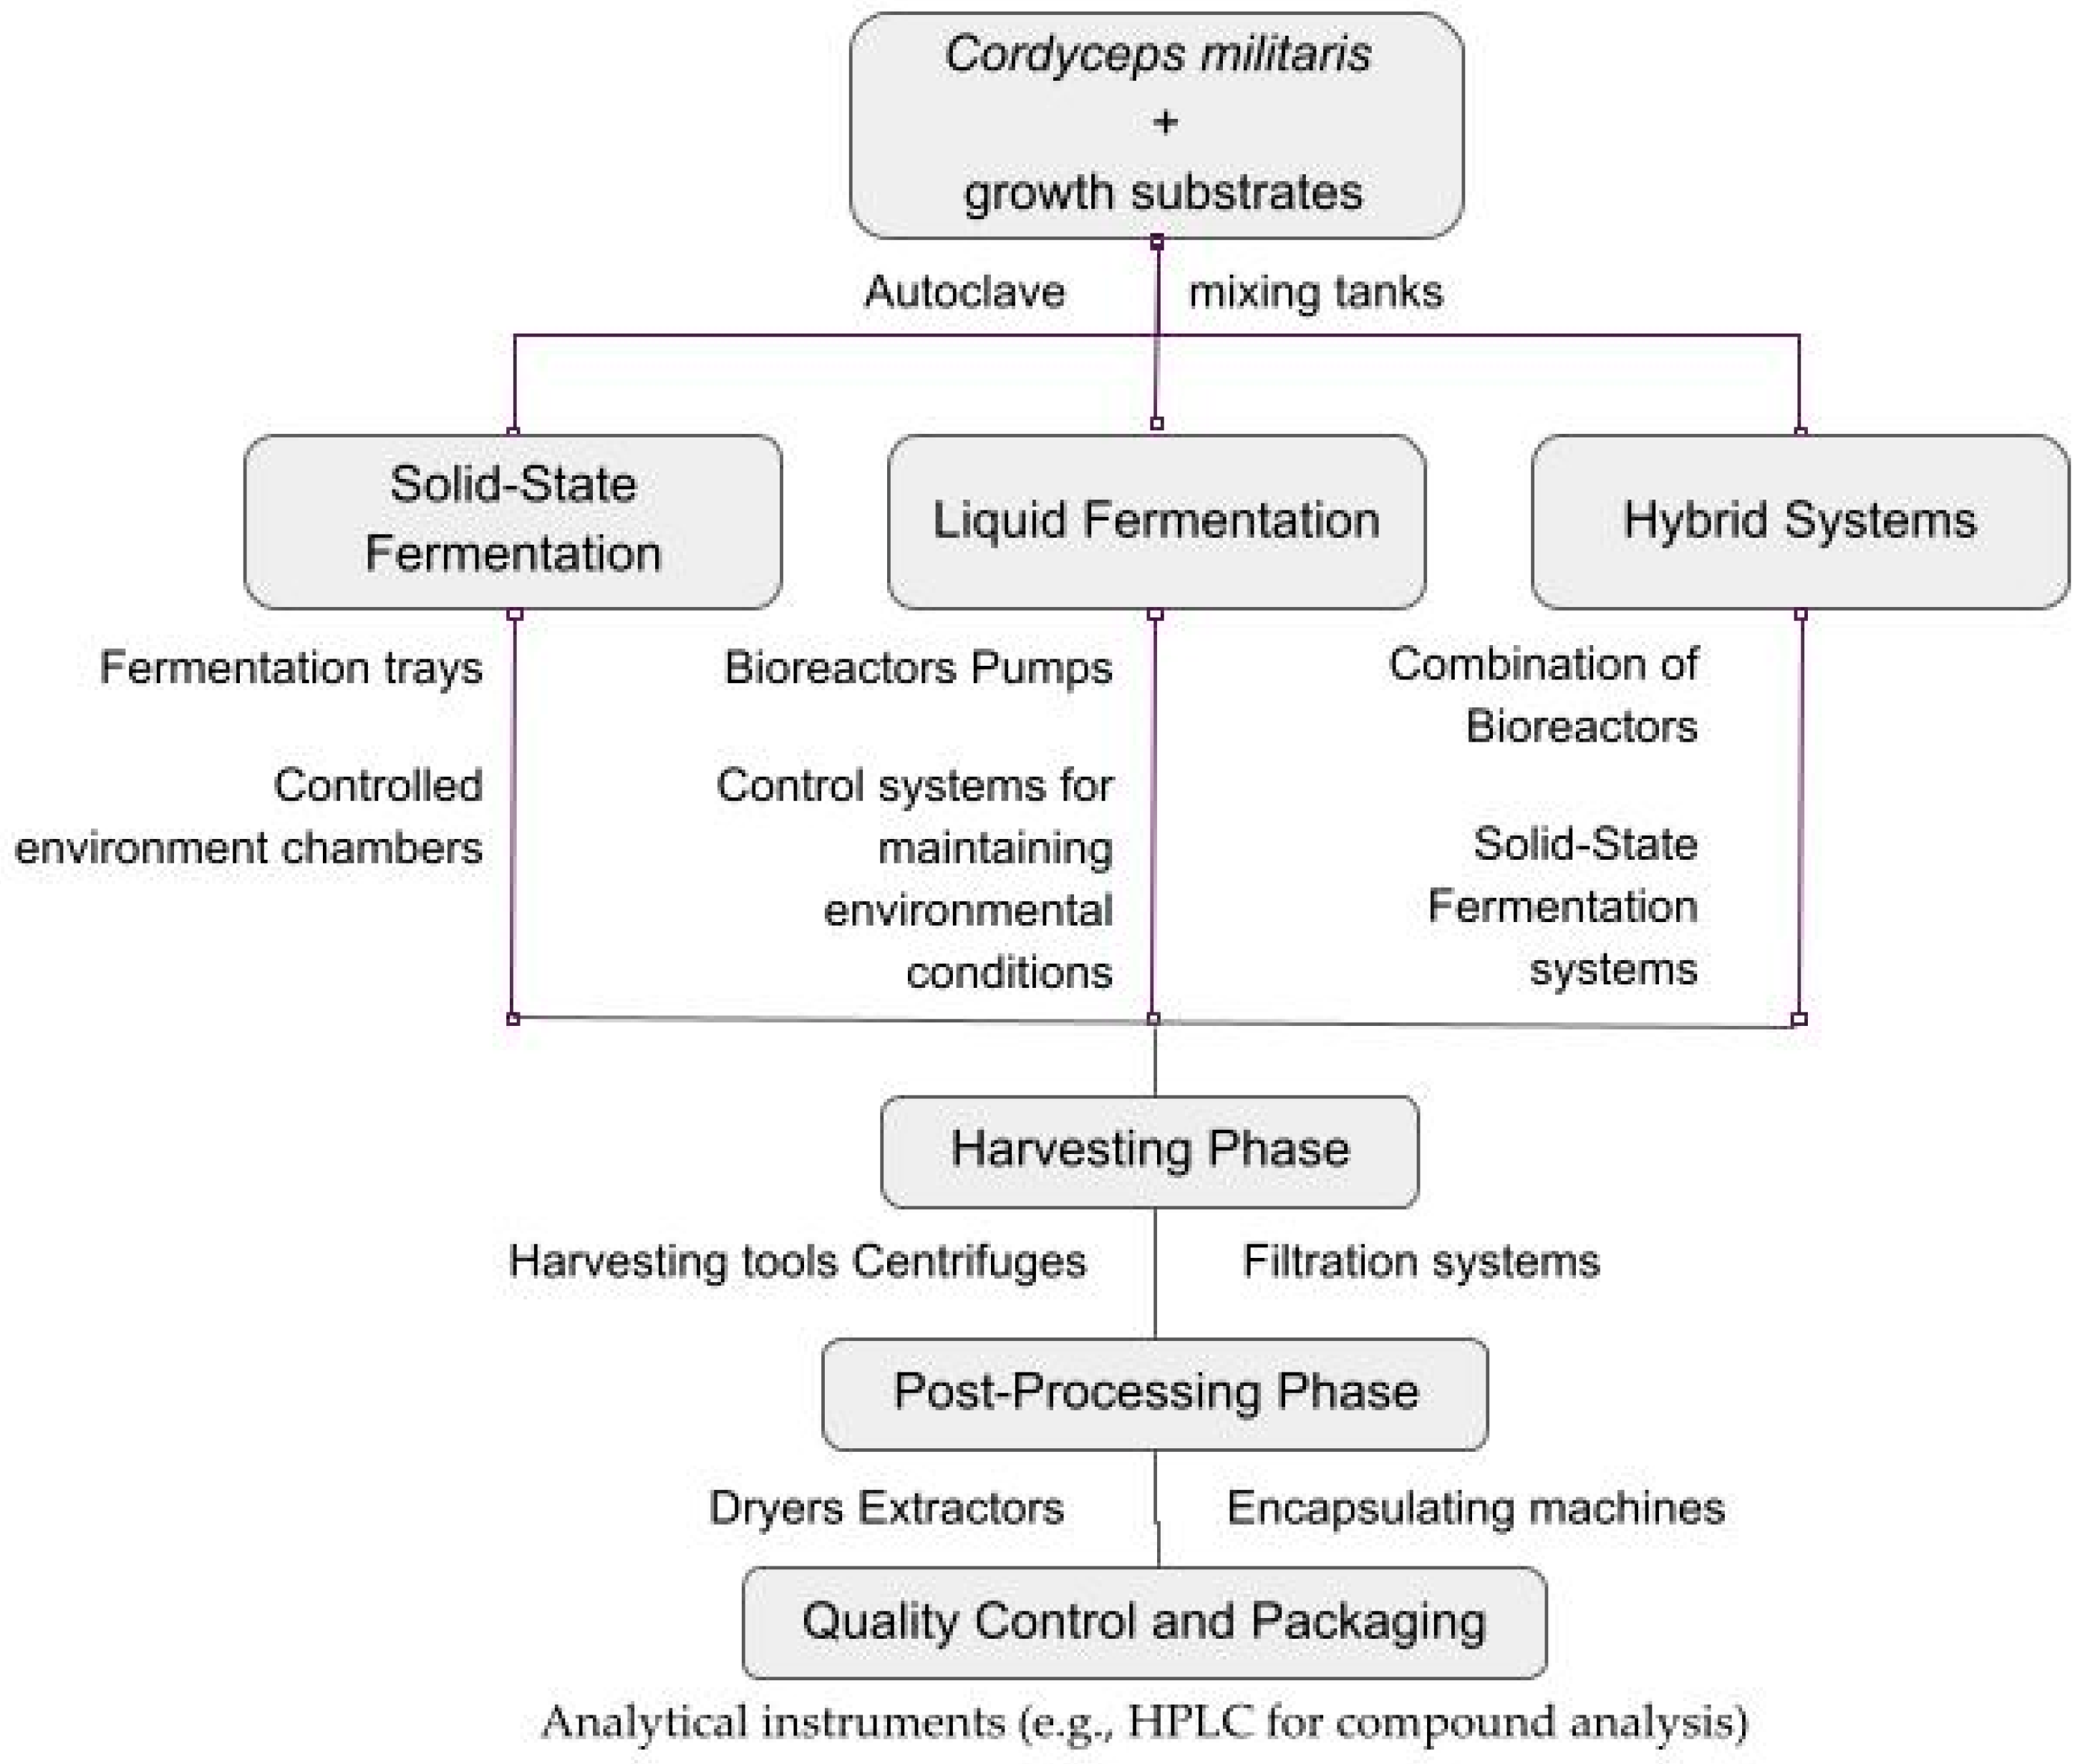 Cordyceps militaris
+
growth substrates
Autoclave
mixing tanks
Solid-State
Fermentation
Liquid Fermentation
Hybrid Systems
Fermentation trays
Controlled
environment chambers
Bioreactors Pumps
Control systems for
maintaining
environmental
conditions
Combination of
Bioreactors
Solid-State
Fermentation
systems
Harvesting Phase
Harvesting tools Centrifuges
Filtration systems
Post-Processing Phase
Dryers Extractors
Encapsulating machines
Quality Control and Packaging
Analytical instruments (e.g., HPLC for compound analysis)